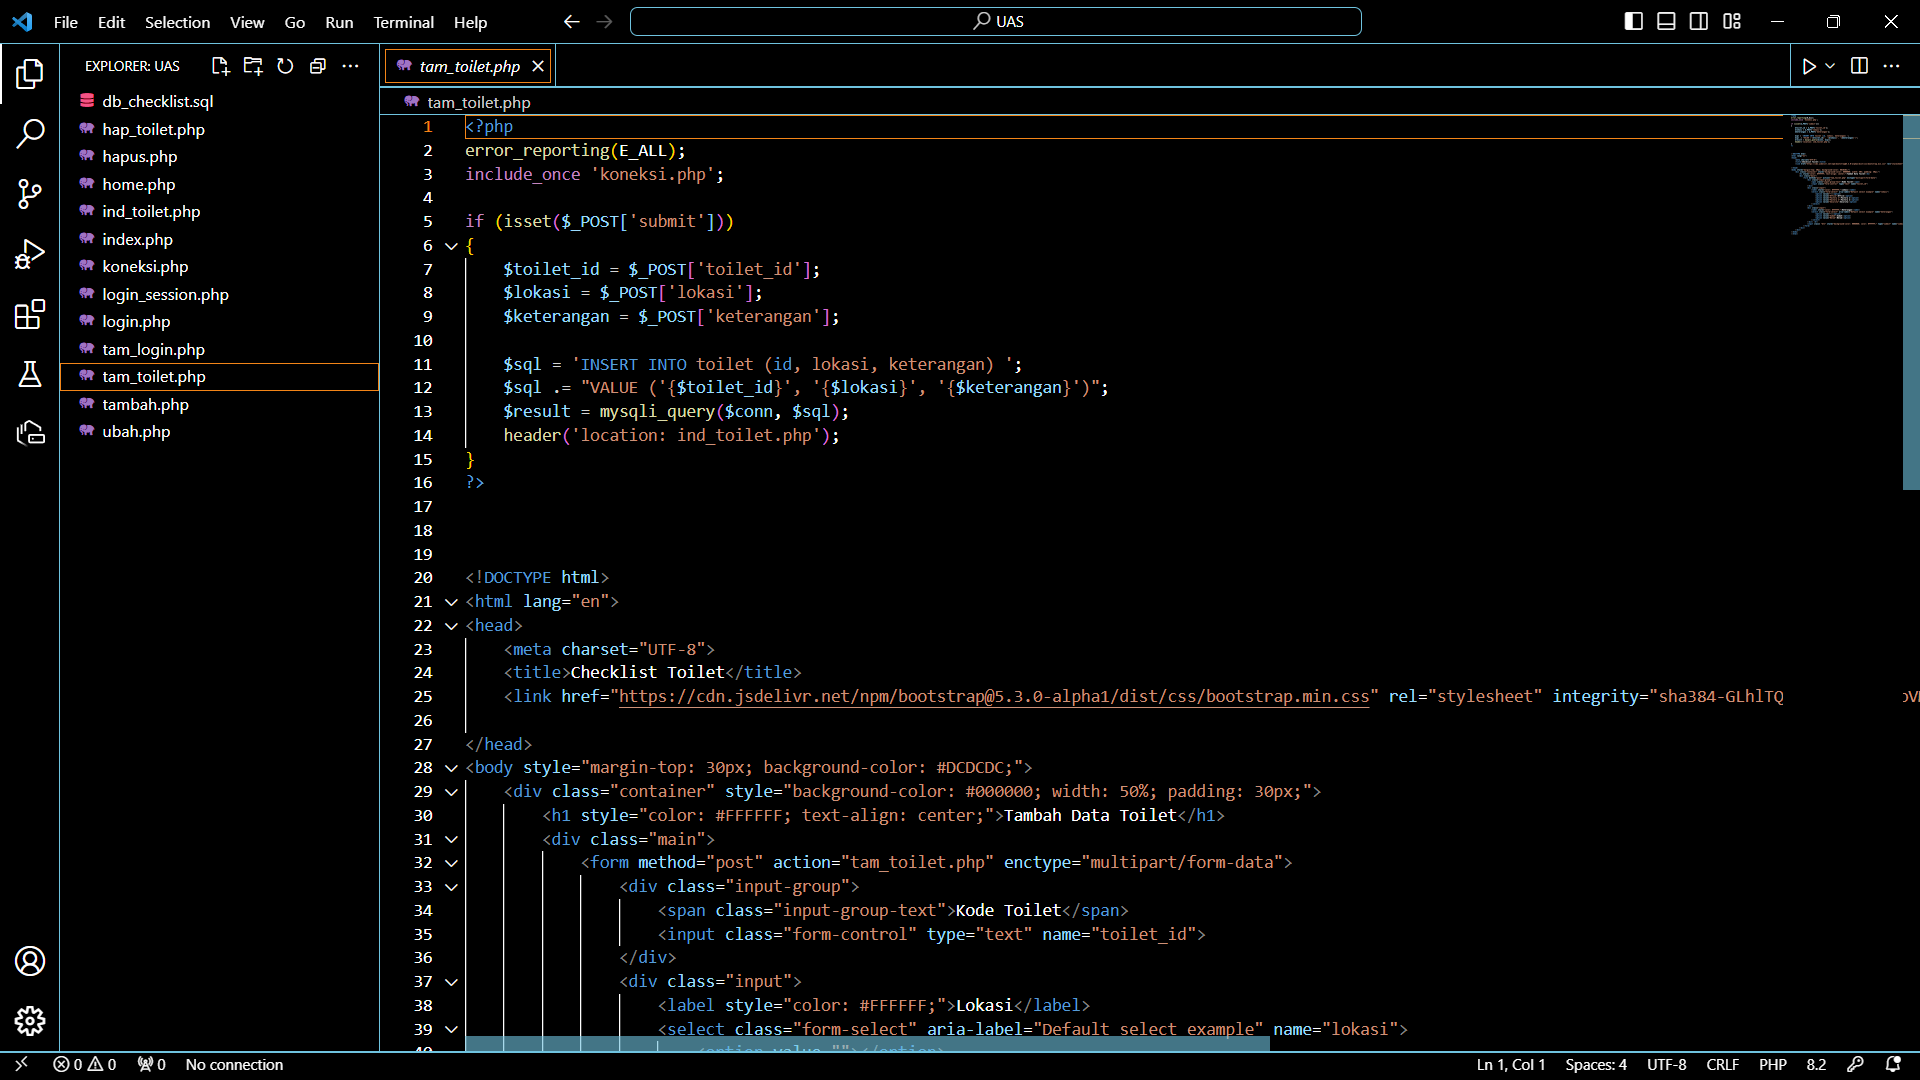 File Edit Selection View Go Run Terminal Help
UAS
EXPLORER: UAS
db_checklist.sql
hap_toilet.php
hapus.php
home.php
ind_toilet.php
index.php
koneksi.php
login_session.php
login.php
tam_login.php
tam_toilet.php
tambah.php
ubah.php
tam_toilet.php
tam_toilet.php
1 <?php
2 error_reporting(E_ALL);
3 include_once 'koneksi.php';
4
5 if (isset($_POST['submit']))
6 {
7 $toilet_id = $_POST['toilet_id'];
8 $lokasi = $_POST['lokasi'];
9 $keterangan = $_POST['keterangan'];
10
11 $sql = 'INSERT INTO toilet (id, lokasi, keterangan) ';
12 $sql .= "VALUE ('{$toilet_id}', '{$lokasi}', '{$keterangan}')";
13 $result = mysqli_query($conn, $sql);
14 header('location: ind_toilet.php');
15 }
16 ?>
17
18
19
20 <!DOCTYPE html>
21 <html lang="en">
22 <head>
23 <meta charset="UTF-8">
24 <title>Checklist Toilet</title>
25 <link href="https://cdn.jsdelivr.net/npm/bootstrap@5.3.0-alpha1/dist/css/bootstrap.min.css" rel="stylesheet" integrity="sha384-GLhlTQ
26
27 </head>
28 <body style="margin-top: 30px; background-color: #DCDCDC;">
29 <div class="container" style="background-color: #000000; width: 50%; padding: 30px;">
30 <h1 style="color: #FFFFFF; text-align: center;">Tambah Data Toilet</h1>
31 <div class="main">
32 <form method="post" action="tam_toilet.php" enctype="multipart/form-data">
33 <div class="input-group">
34 <span class="input-group-text">Kode Toilet</span>
35 <input class="form-control" type="text" name="toilet_id">
36 </div>
37 <div class="input">
38 <label style="color: #FFFFFF;">Lokasi</label>
39 <select class="form-select" aria-label="Default select example" name="lokasi">
0 0 0 No connection
Ln 1, Col 1 Spaces: 4 UTF-8 CRLF PHP 8.2